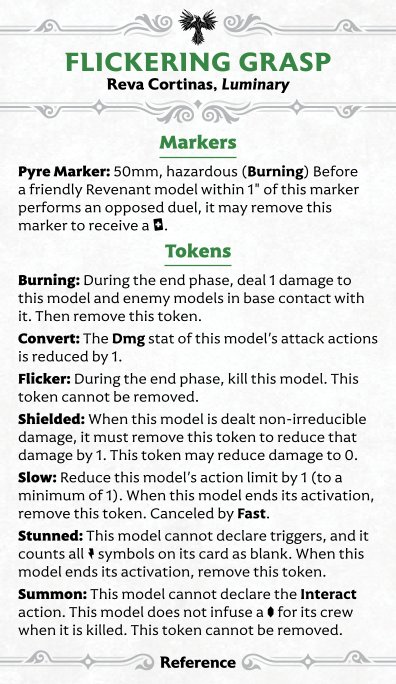 FLICKERING GRASP
Reva Cortinas, Luminary
Markers
Pyre Marker: 50mm, hazardous (Burning) Before
a friendly Revenant model within 1" of this marker
performs an opposed duel, it may remove this
marker to receive a .
Tokens
Burning: During the end phase, deal 1 damage to
this model and enemy models in base contact with
it. Then remove this token.
Convert: The Dmg stat of this model’s attack actions
is reduced by 1.
Flicker: During the end phase, kill this model. This
token cannot be removed.
Shielded: When this model is dealt non-irreducible
damage, it must remove this token to reduce that
damage by 1. This token may reduce damage to 0.
Slow: Reduce this model’s action limit by 1 (to a
minimum of 1). When this model ends its activation,
remove this token. Canceled by Fast.
Stunned: This model cannot declare triggers, and it
counts all symbols on its card as blank. When this
model ends its activation, remove this token.
Summon: This model cannot declare the Interact
action. This model does not infuse a for its crew
when it is killed. This token cannot be removed.
Reference